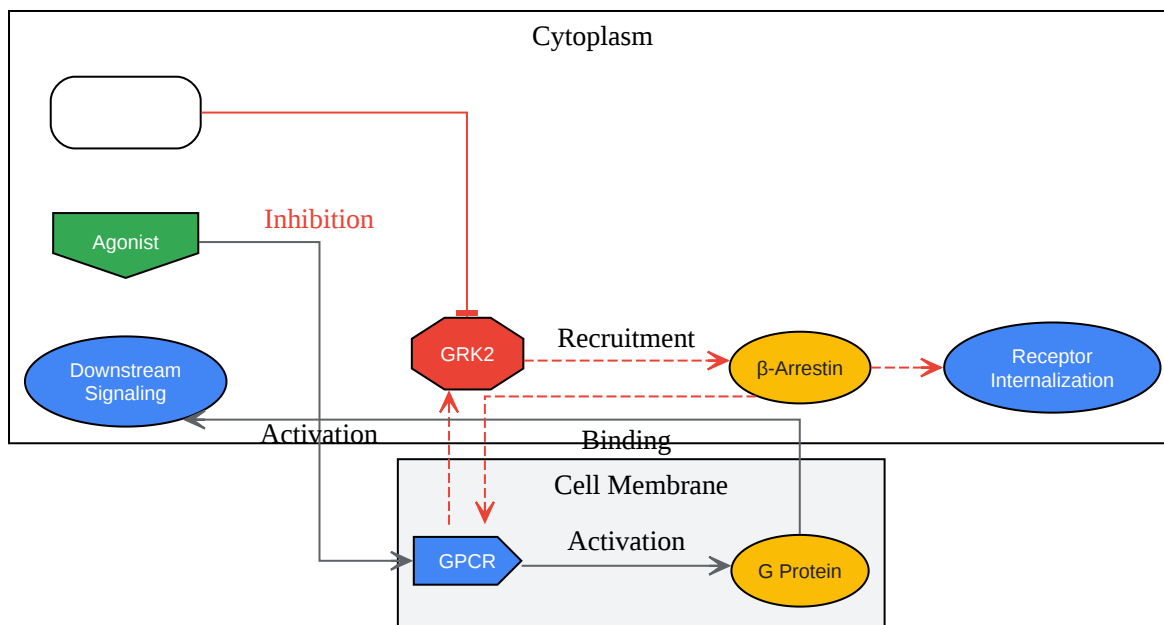 Cytoplasm
Inhibition
Agonist
GRK2
Recruitment
β-Arrestin
Receptor
Internalization
Downstream
Signaling
Activation
Binding
Cell Membrane
GPCR
Activation
G Protein